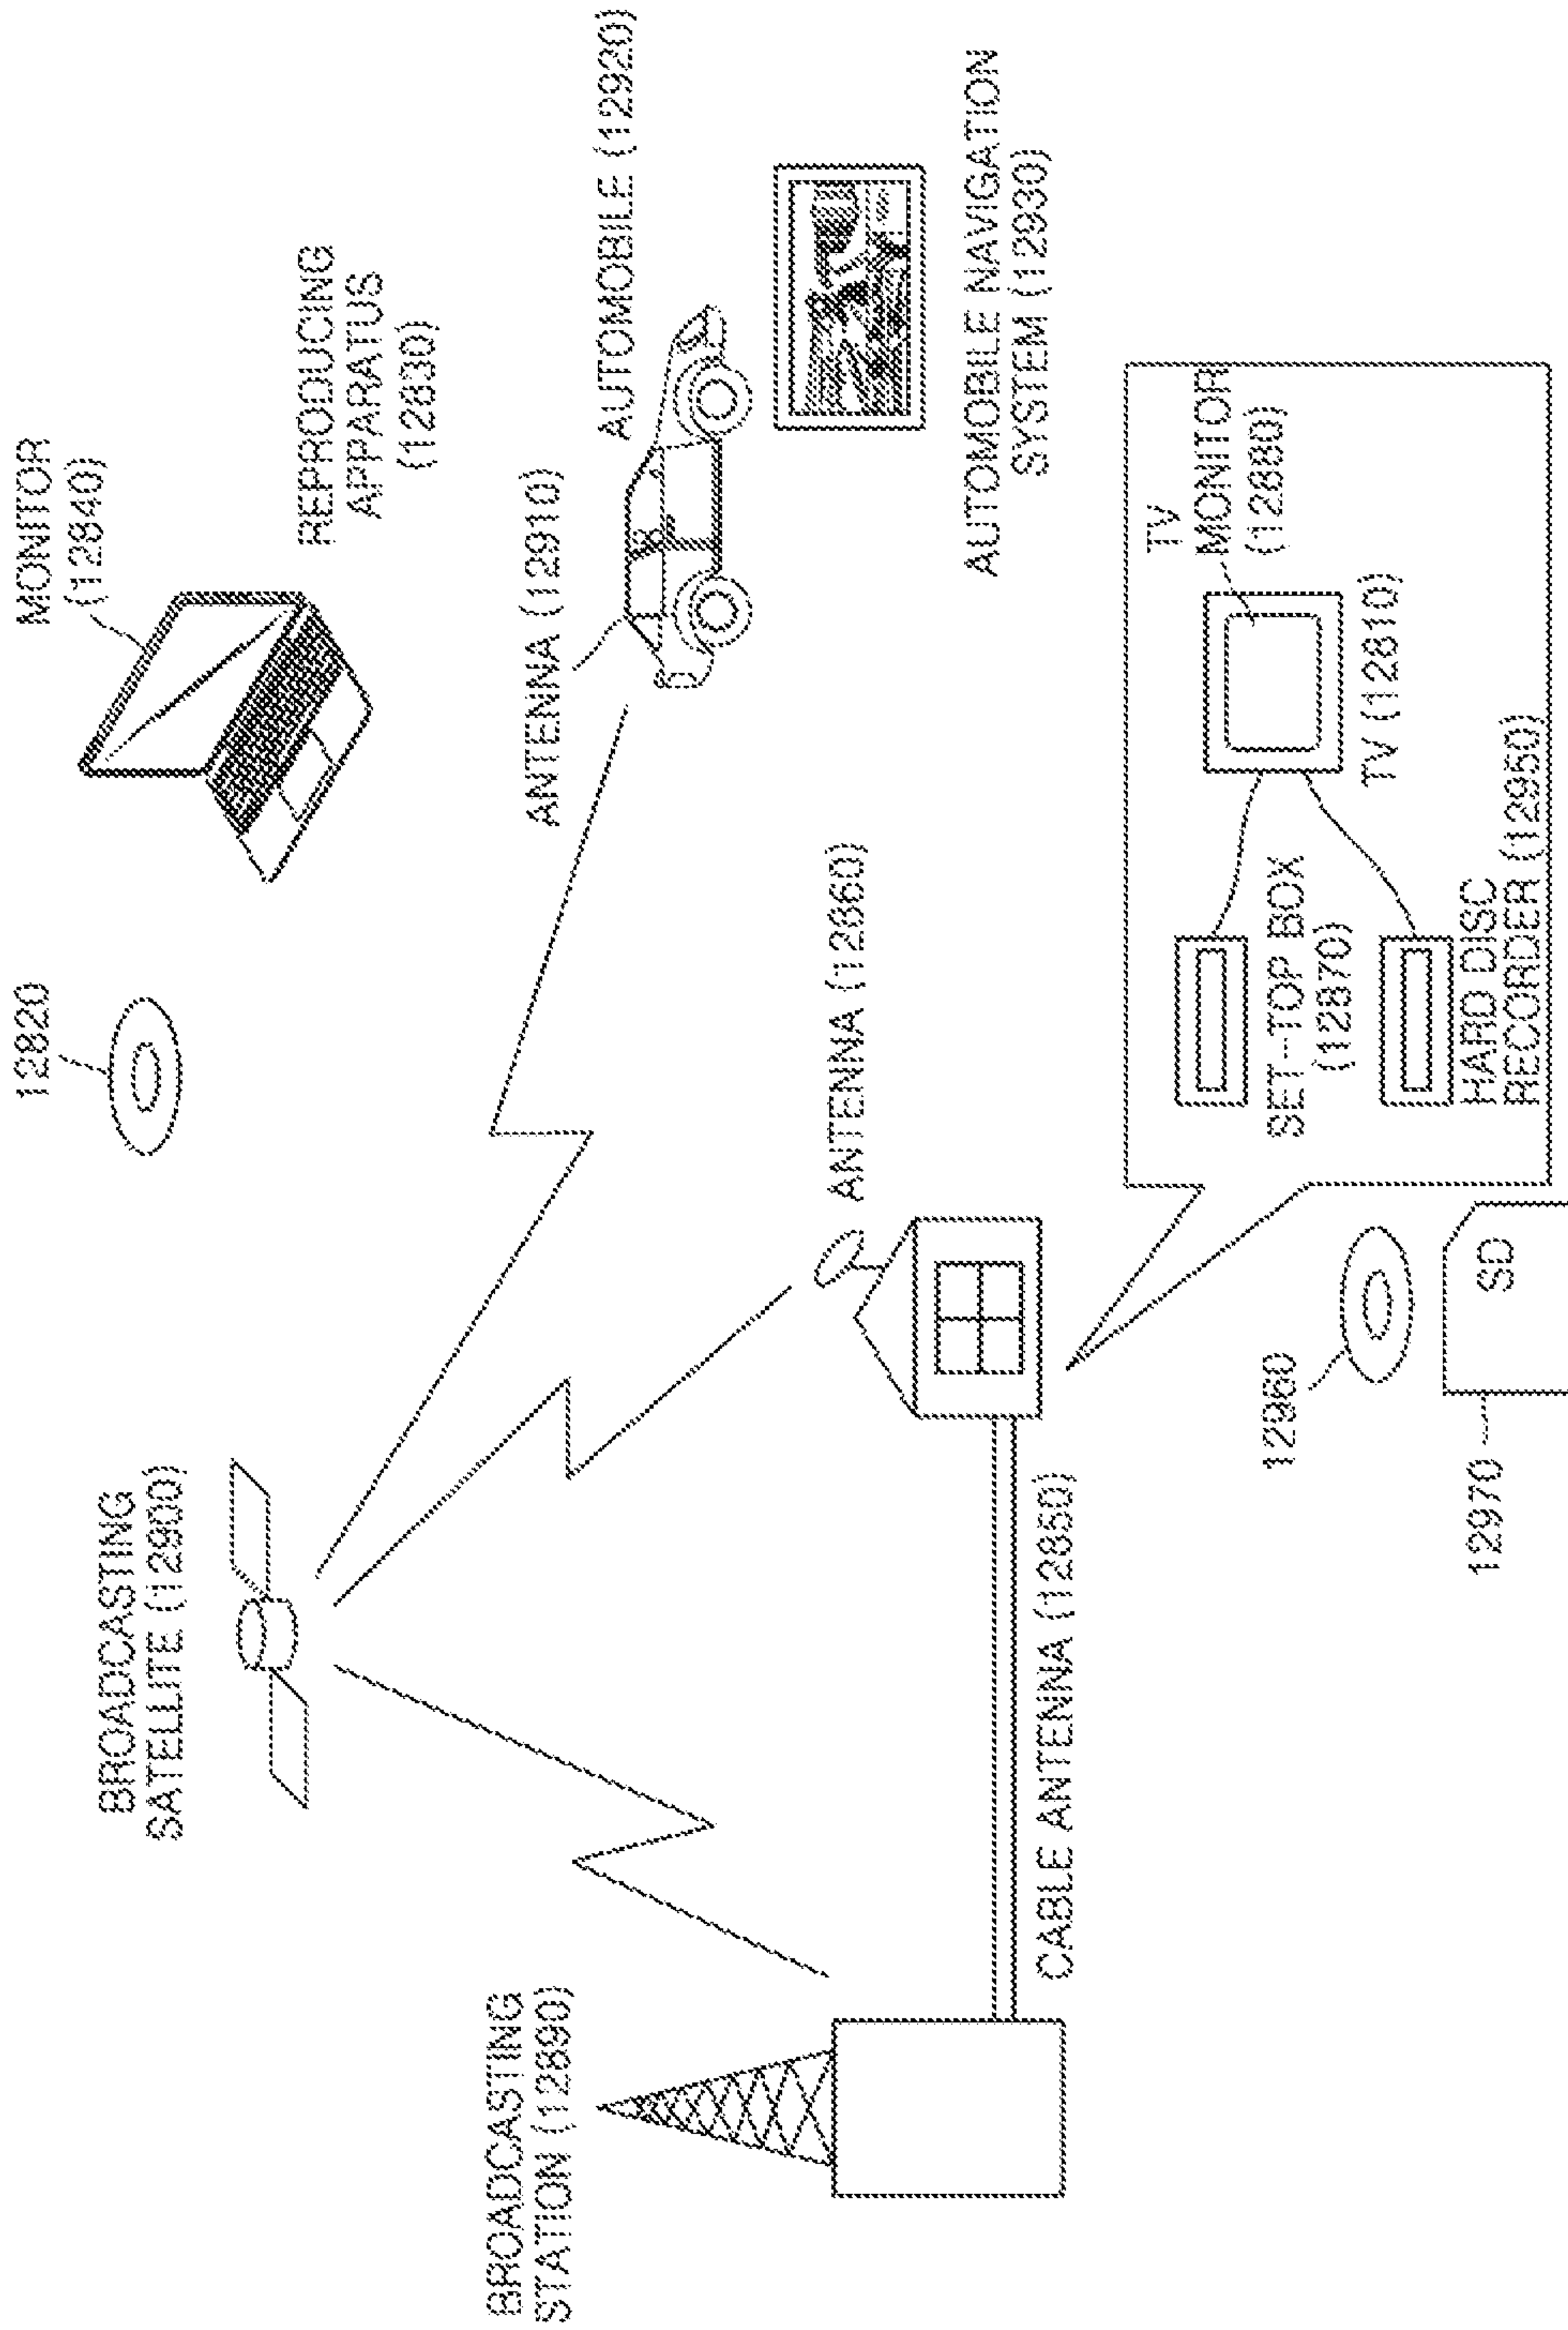 BROADCASTING
SATELLITE (12900)
12820
MONITOR
(12840)
REPRODUCING
APPARATUS
(12830)
BROADCASTING
STATION (12890)
ANTENNA (12910)
AUTOMOBILE (12920)
ANTENNA (12860)
AUTOMOBILE NAVIGATION
SYSTEM (12930)
CABLE ANTENNA (12850)
TV
MONITOR
(12880)
SET-TOP BOX
(12870)
TV (12810)
HARD DISC
RECORDER (12950)
12960
12970
SD